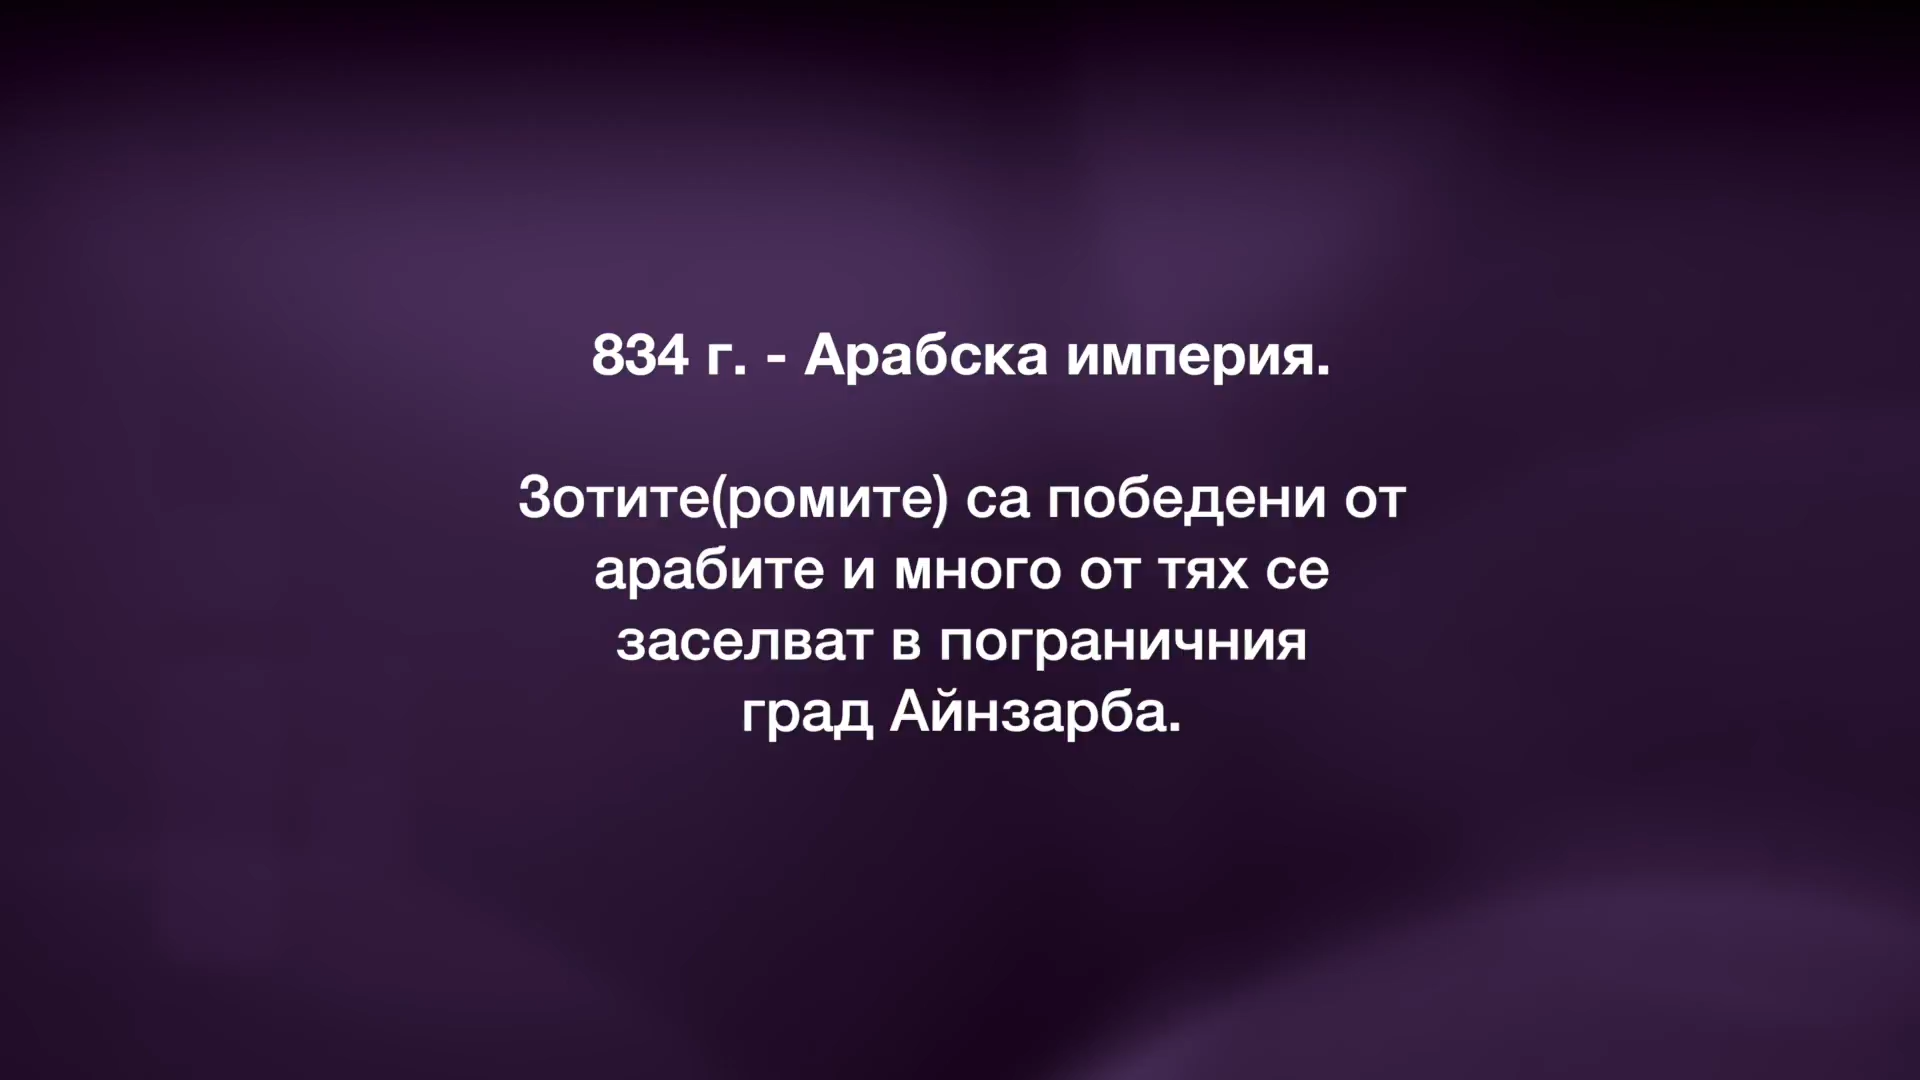 834 г. - Арабска империя.
Зотите(ромите) са победени от
арабите и много от тях се
заселват в пограничния
град Айнзарба.